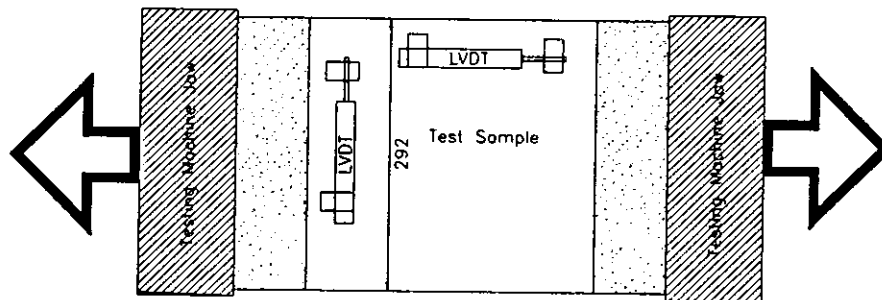 Testing Machine Jaw
LVDT
LVDT
292
Test Sample
Testing Machine Jaw